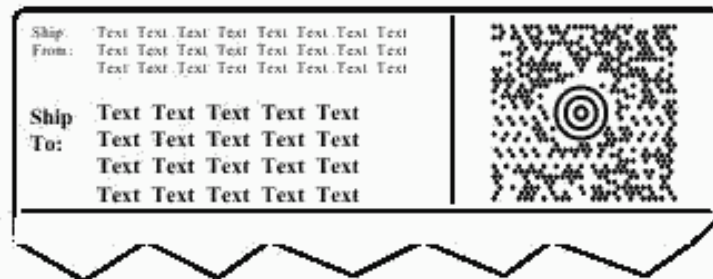 Ship Text Text Text Text Text Text Text Text
From: Text Text Text Text Text Text Text Text
Text Text Text Text Text Text Text Text
Ship Text Text Text Text Text
To: Text Text Text Text Text
Text Text Text Text Text
Text Text Text Text Text